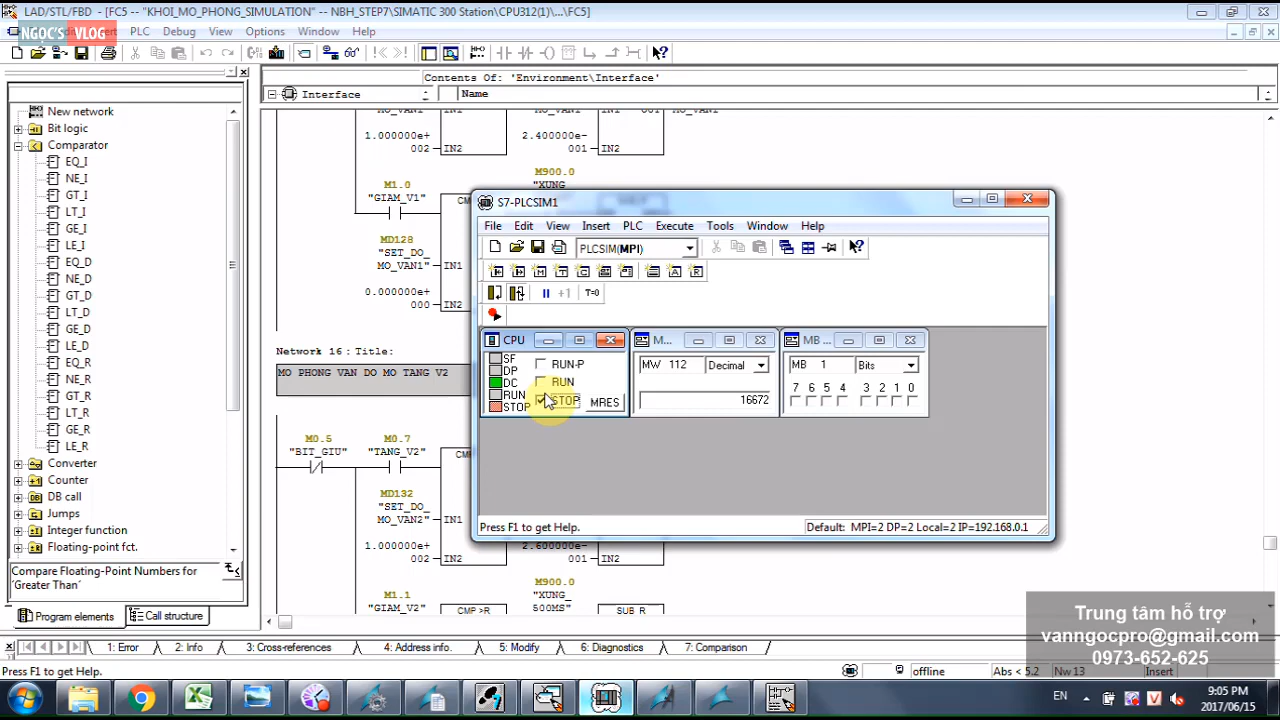 LAD/STL/FBD - [FC5 -- "KHOI_MO_PHONG_SIMULATION" -- NBH_STEP7\SIMATIC 300 Station\CPU312(1)\...\FC5]
NGỌC'S VLOG
PLC Debug View Options Window Help
Contents Of: 'Environment\Interface'
Interface
Name
New network
Bit logic
Comparator
EQ_I
NE_I
GT_I
LT_I
GE_I
LE_I
EQ_D
NE_D
GT_D
LT_D
GE_D
LE_D
EQ_R
NE_R
GT_R
LT_R
GE_R
LE_R
Converter
Counter
DB call
Jumps
Integer function
Floating-point fct.
Compare Floating-Point Numbers for
'Greater Than'
Program elements
Call structure
MO_VAN1 IN1
MO_VAN1 IN1 001 MO_VAN1
1.000000e+
002 IN2
2.400000e-
001 IN2
M1.0
"GIAM_V1"
M900.0
"XUNG_
MD128
"SET_DO_
MO_VAN1" IN1
0.000000e+
000 IN2
Network 16 : Title:
MO PHONG VAN DO MO TANG V2
M0.5
"BIT_GIU"
M0.7
"TANG_V2"
MD132
"SET_DO_
MO_VAN2" IN1
1.000000e+
002 IN2
2.600000e-
001 IN2
M1.1
"GIAM_V2"
CMP >R
M900.0
"XUNG_
500MS"
SUB_R
S7-PLCSIM1
File Edit View Insert PLC Execute Tools Window Help
PLCSIM(MPI)
+1 T=0
CPU
SF
DP
DC
RUN
STOP
RUN-P
RUN
STOP
MRES
M...
MW 112 Decimal
16672
MB ...
MB 1 Bits
7 6 5 4 3 2 1 0
Press F1 to get Help.
Default: MPI=2 DP=2 Local=2 IP=192.168.0.1
Trung tâm hỗ trợ
vanngocpro@gmail.com
0973-652-625
1: Error 2: Info 3: Cross-references 4: Address info. 5: Modify 6: Diagnostics 7: Comparison
Press F1 to get Help.
offline Abs < 5.2 Nw 13 Insert
EN
9:05 PM
2017/06/15